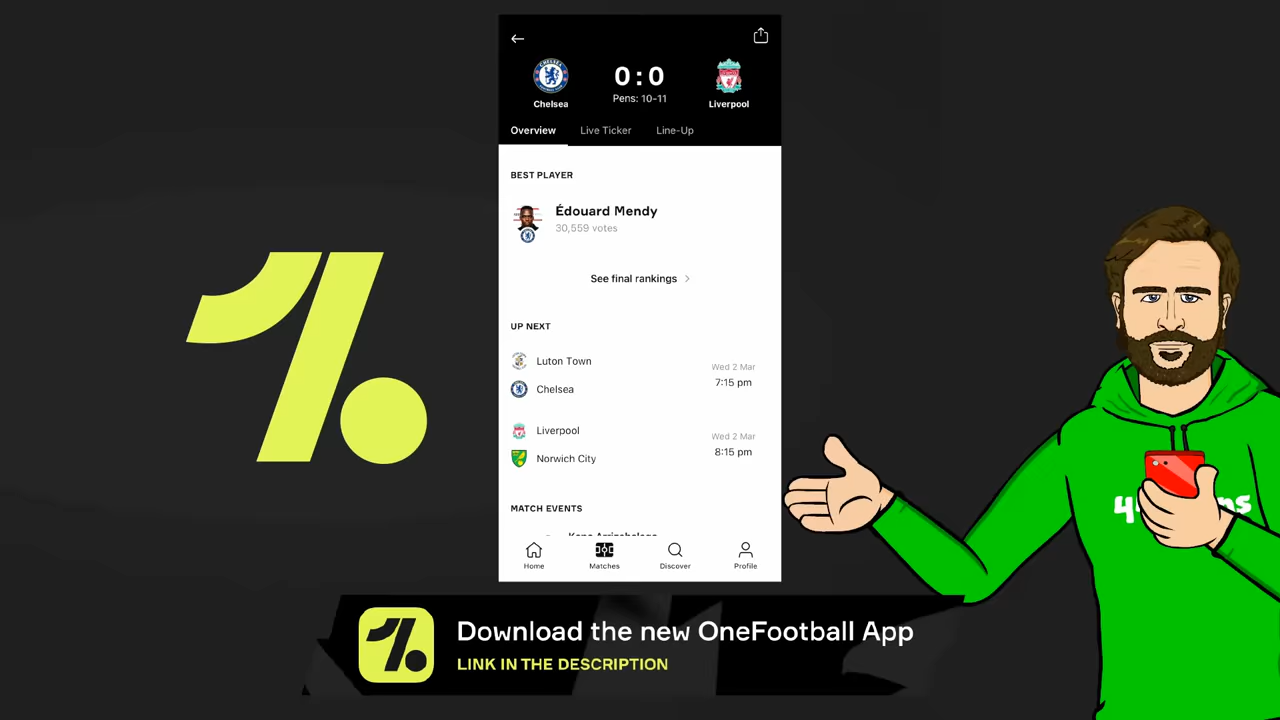 0:0
Pens: 10-11
Chelsea
Liverpool
Overview
Live Ticker
Line-Up
BEST PLAYER
Édouard Mendy
30,559 votes
See final rankings
UP NEXT
Luton Town
Chelsea
Wed 2 Mar
7:15 pm
Liverpool
Norwich City
Wed 2 Mar
8:15 pm
MATCH EVENTS
Home
Matches
Discover
Profile
Download the new OneFootball App
LINK IN THE DESCRIPTION